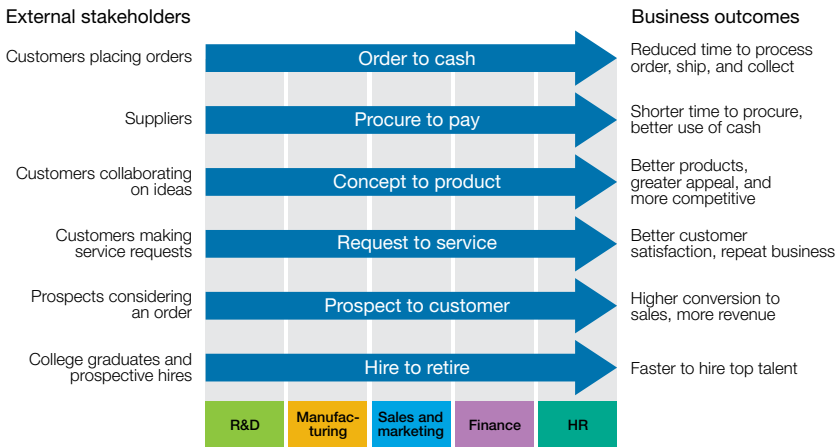 External stakeholders
Business outcomes
Customers placing orders
Order to cash
Reduced time to process
order, ship, and collect
Suppliers
Procure to pay
Shorter time to procure,
better use of cash
Customers collaborating
on ideas
Concept to product
Better products,
greater appeal, and
more competitive
Customers making
service requests
Request to service
Better customer
satisfaction, repeat business
Prospects considering
an order
Prospect to customer
Higher conversion to
sales, more revenue
College graduates and
prospective hires
Hire to retire
Faster to hire top talent
R&D
Manufac-
turing
Sales and
marketing
Finance
HR